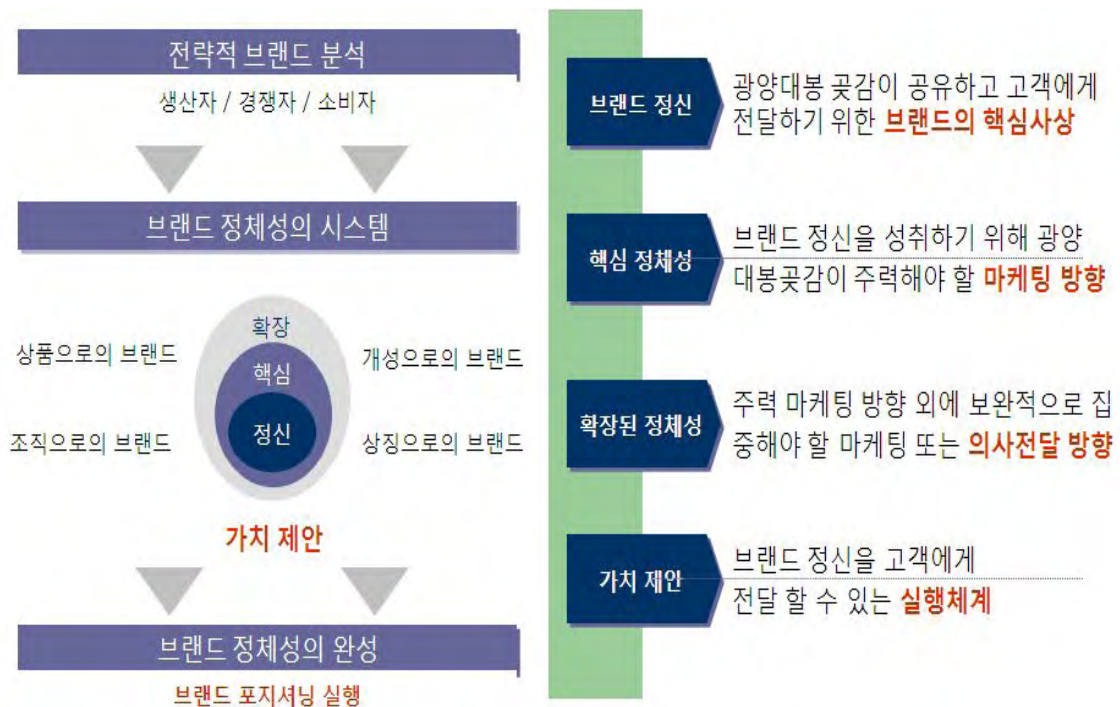 전략적 브랜드 분석
생산자 / 경쟁자 / 소비자
브랜드 정체성의 시스템
확장
상품으로의 브랜드
개성으로의 브랜드
핵심
정신
조직으로의 브랜드
상징으로의 브랜드
가치 제안
브랜드 정체성의 완성
브랜드 포지셔닝 실행
브랜드 정신
광양대봉 곶감이 공유하고 고객에게
전달하기 위한 브랜드의 핵심사상
핵심 정체성
브랜드 정신을 성취하기 위해 광양
대봉곶감이 주력해야 할 마케팅 방향
확장된 정체성
주력 마케팅 방향 외에 보완적으로 집
중해야 할 마케팅 또는 의사전달 방향
가치 제안
브랜드 정신을 고객에게
전달 할 수 있는 실행체계